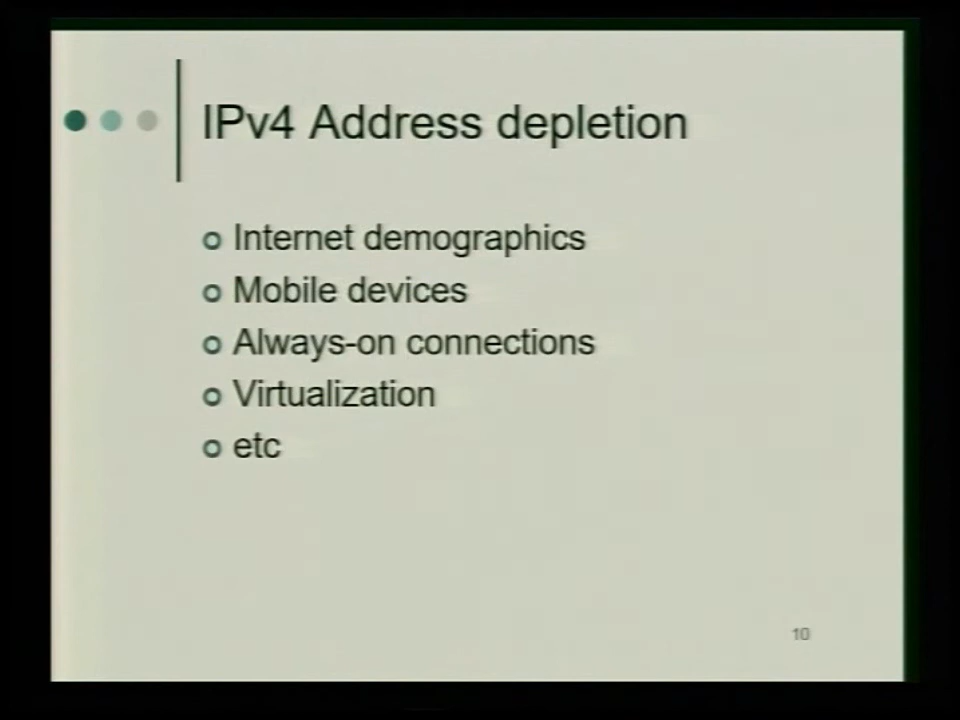 IPv4 Address depletion
Internet demographics
Mobile devices
Always-on connections
Virtualization
etc
10